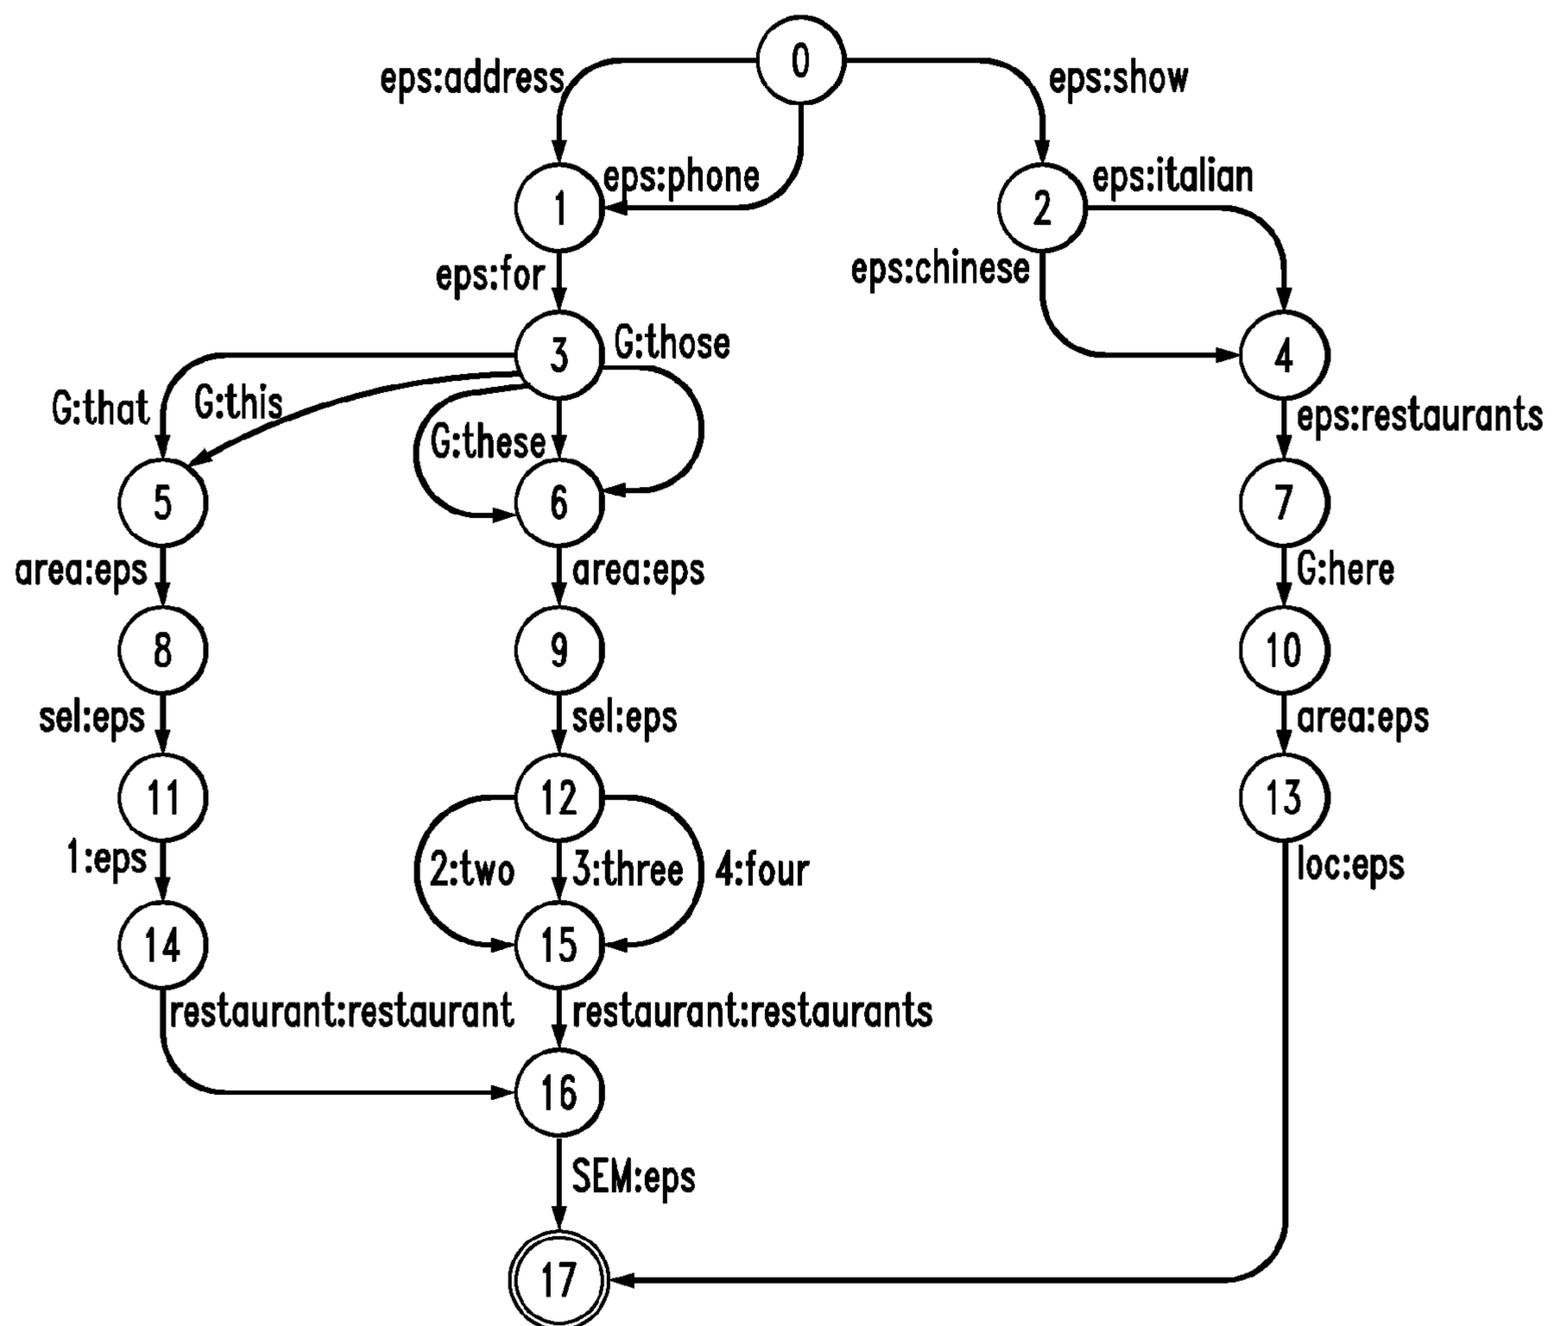 0
eps:address
eps:show
eps:phone
1
2
eps:italian
eps:for
eps:chinese
3
G:those
4
G:that
G:this
G:these
eps:restaurants
5
6
7
area:eps
area:eps
G:here
8
9
10
sel:eps
sel:eps
area:eps
11
12
13
1:eps
2:two
3:three
4:four
loc:eps
14
15
restaurant:restaurant
restaurant:restaurants
16
SEM:eps
17